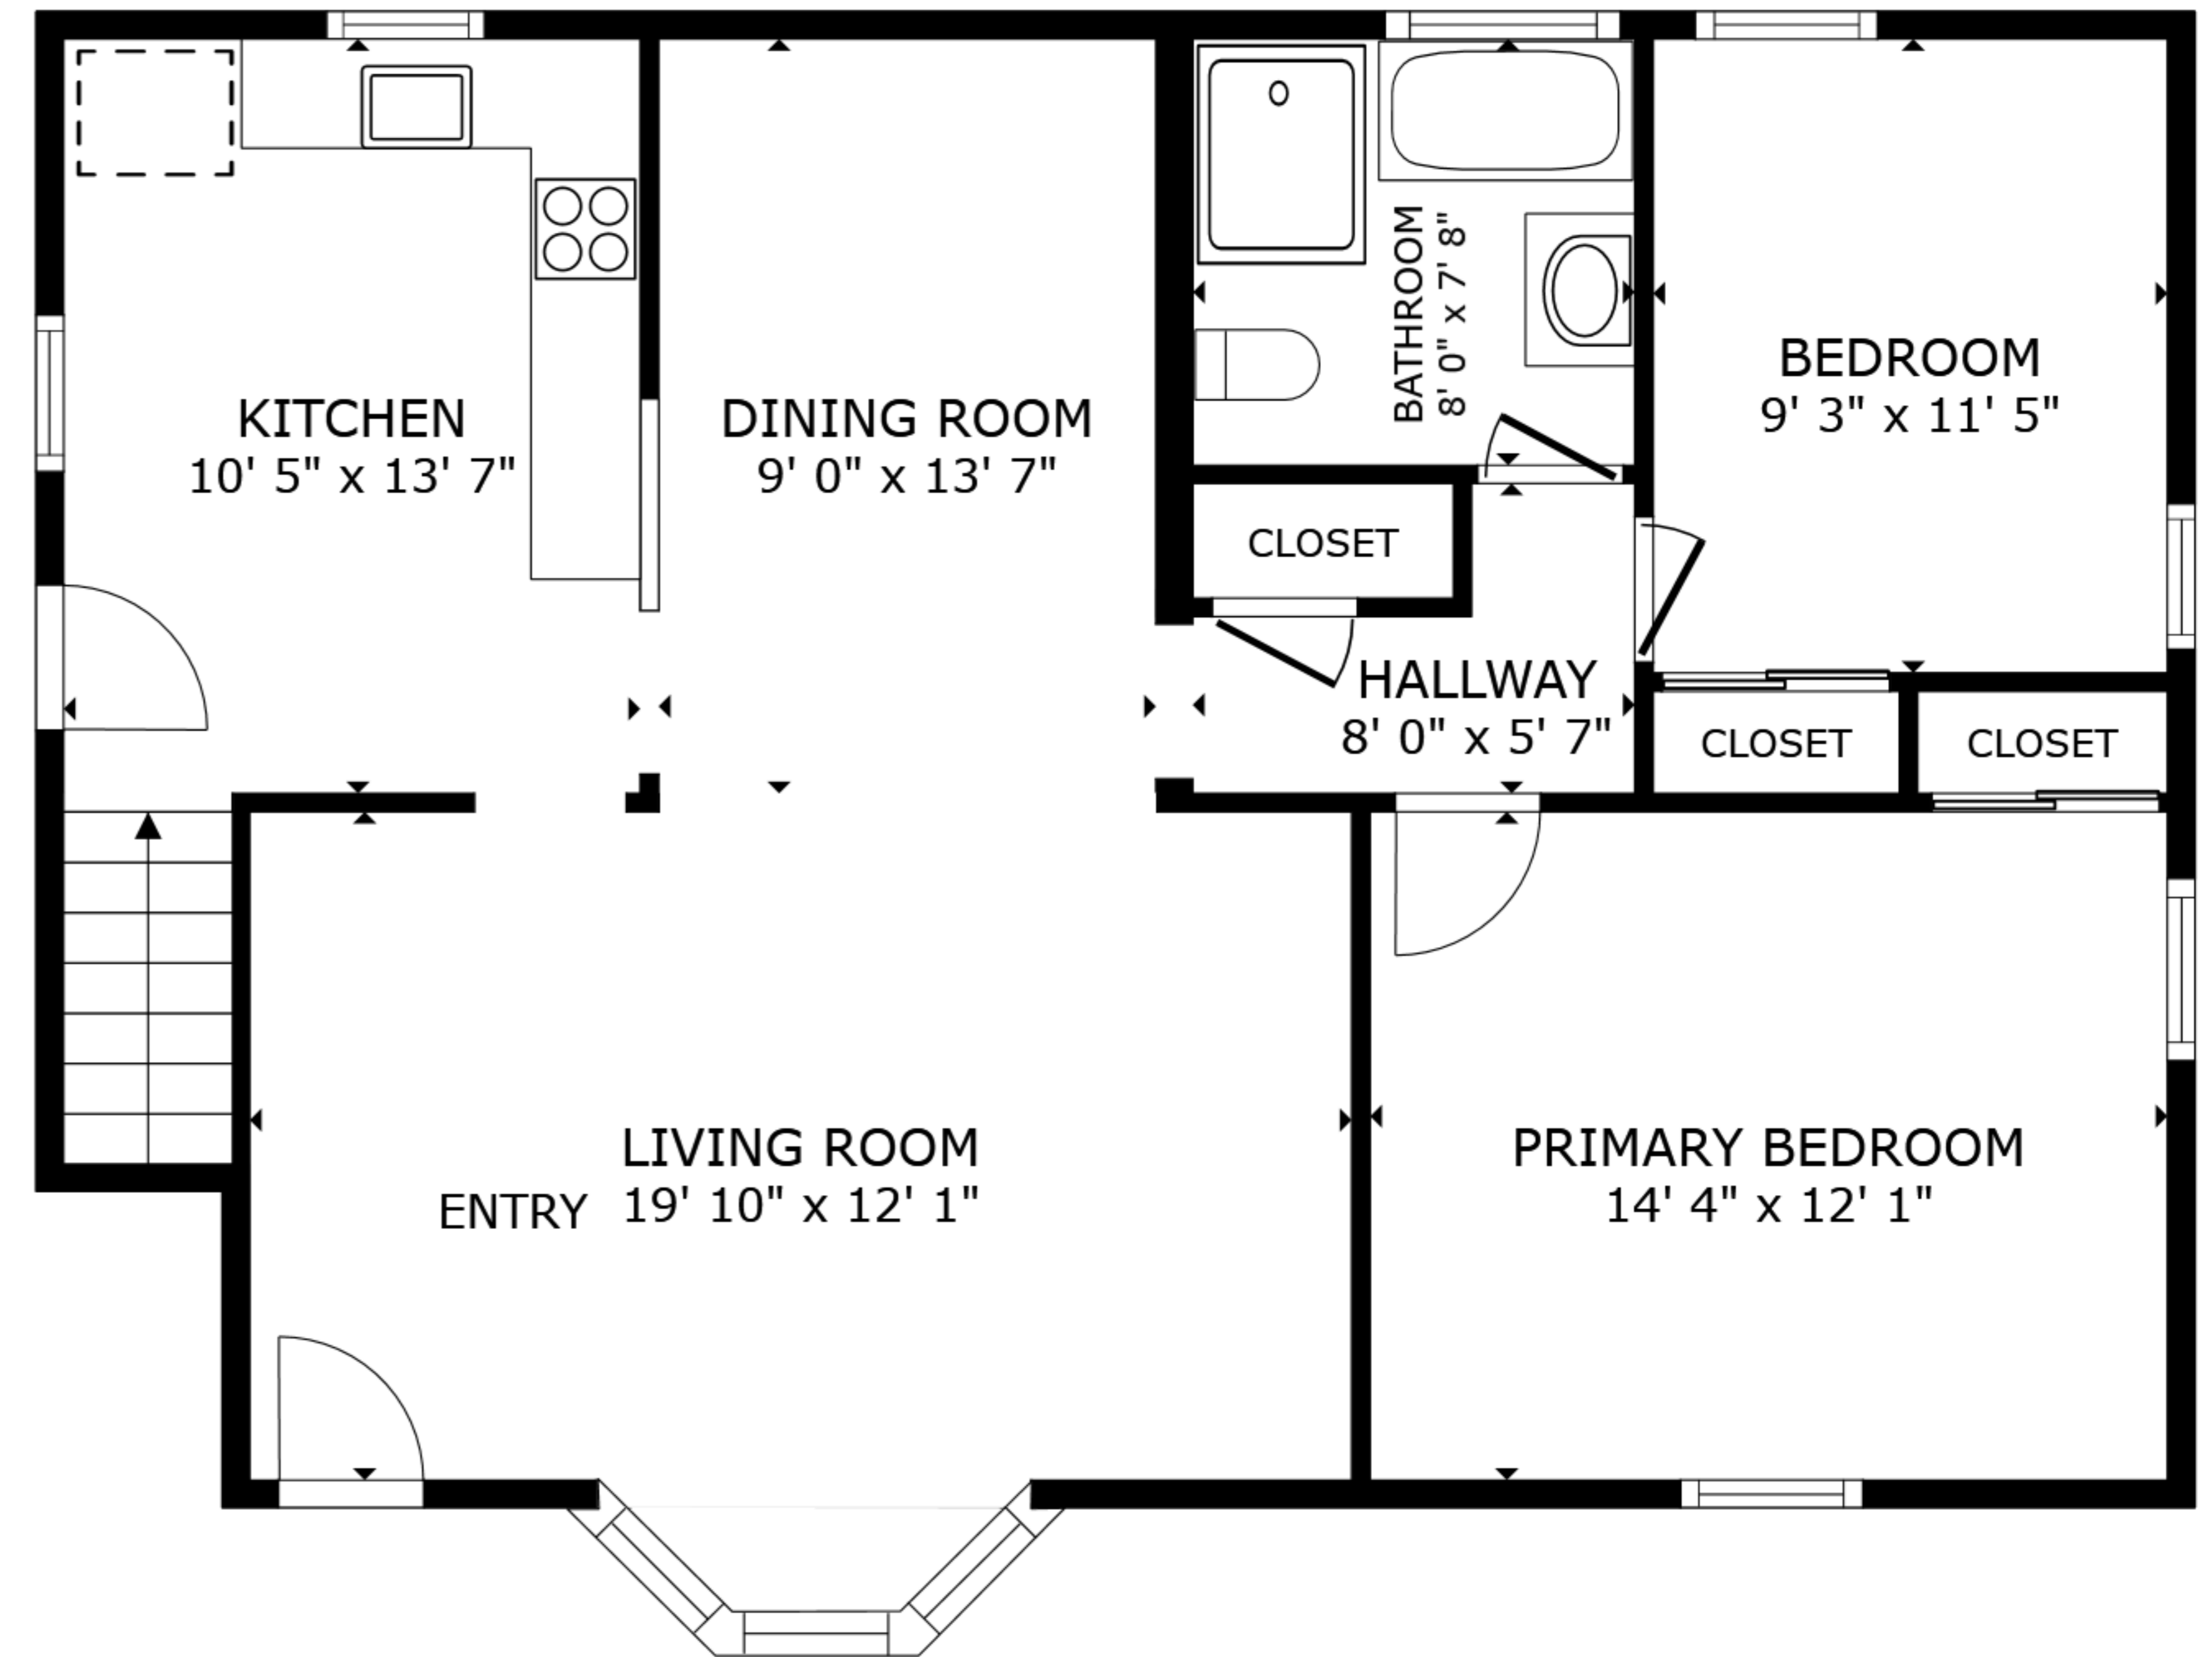 KITCHEN
10' 5" x 13' 7"
DINING ROOM
9' 0" x 13' 7"
BATHROOM
8' 0" x 7' 8"
BEDROOM
9' 3" x 11' 5"
CLOSET
HALLWAY
8' 0" x 5' 7"
CLOSET
CLOSET
LIVING ROOM
19' 10" x 12' 1"
ENTRY
PRIMARY BEDROOM
14' 4" x 12' 1"